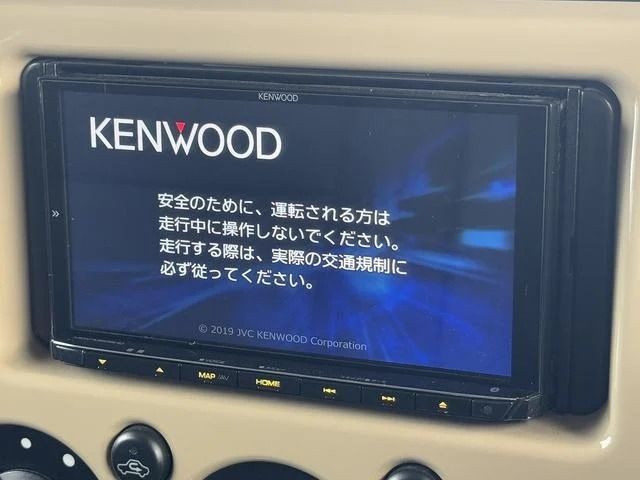 KENWOOD
KENWOOD
安全のために、運転される方は
走行中に操作しないでください。
走行する際は、実際の交通規制に
必ず従ってください。
© 2019 JVC KENWOOD Corporation
MAP /AV
HOME